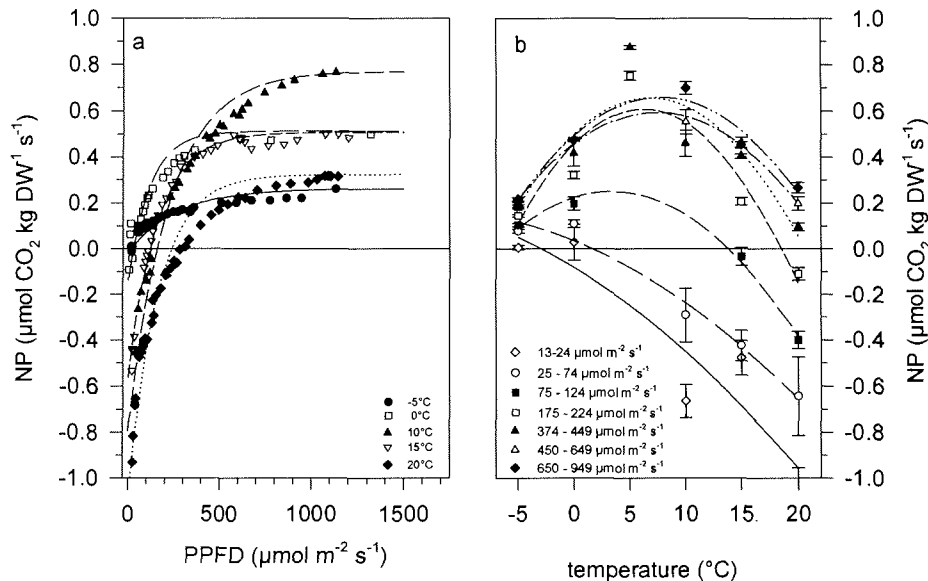 a
NP (µmol CO₂ kg DW⁻¹ s⁻¹)
1.0
0.8
0.6
0.4
0.2
0.0
-0.2
-0.4
-0.6
-0.8
-1.0
-5°C
0°C
10°C
15°C
20°C
0
500
1000
1500
PPFD (µmol m⁻² s⁻¹)
b
13-24 µmol m⁻² s⁻¹
25 - 74 µmol m⁻² s⁻¹
75 - 124 µmol m⁻² s⁻¹
175 - 224 µmol m⁻² s⁻¹
374 - 449 µmol m⁻² s⁻¹
450 - 649 µmol m⁻² s⁻¹
650 - 949 µmol m⁻² s⁻¹
-5
0
5
10
15
20
temperature (°C)
1.0
0.8
0.6
0.4
0.2
0.0
-0.2
-0.4
-0.6
-0.8
-1.0
NP (µmol CO₂ kg DW⁻¹ s⁻¹)